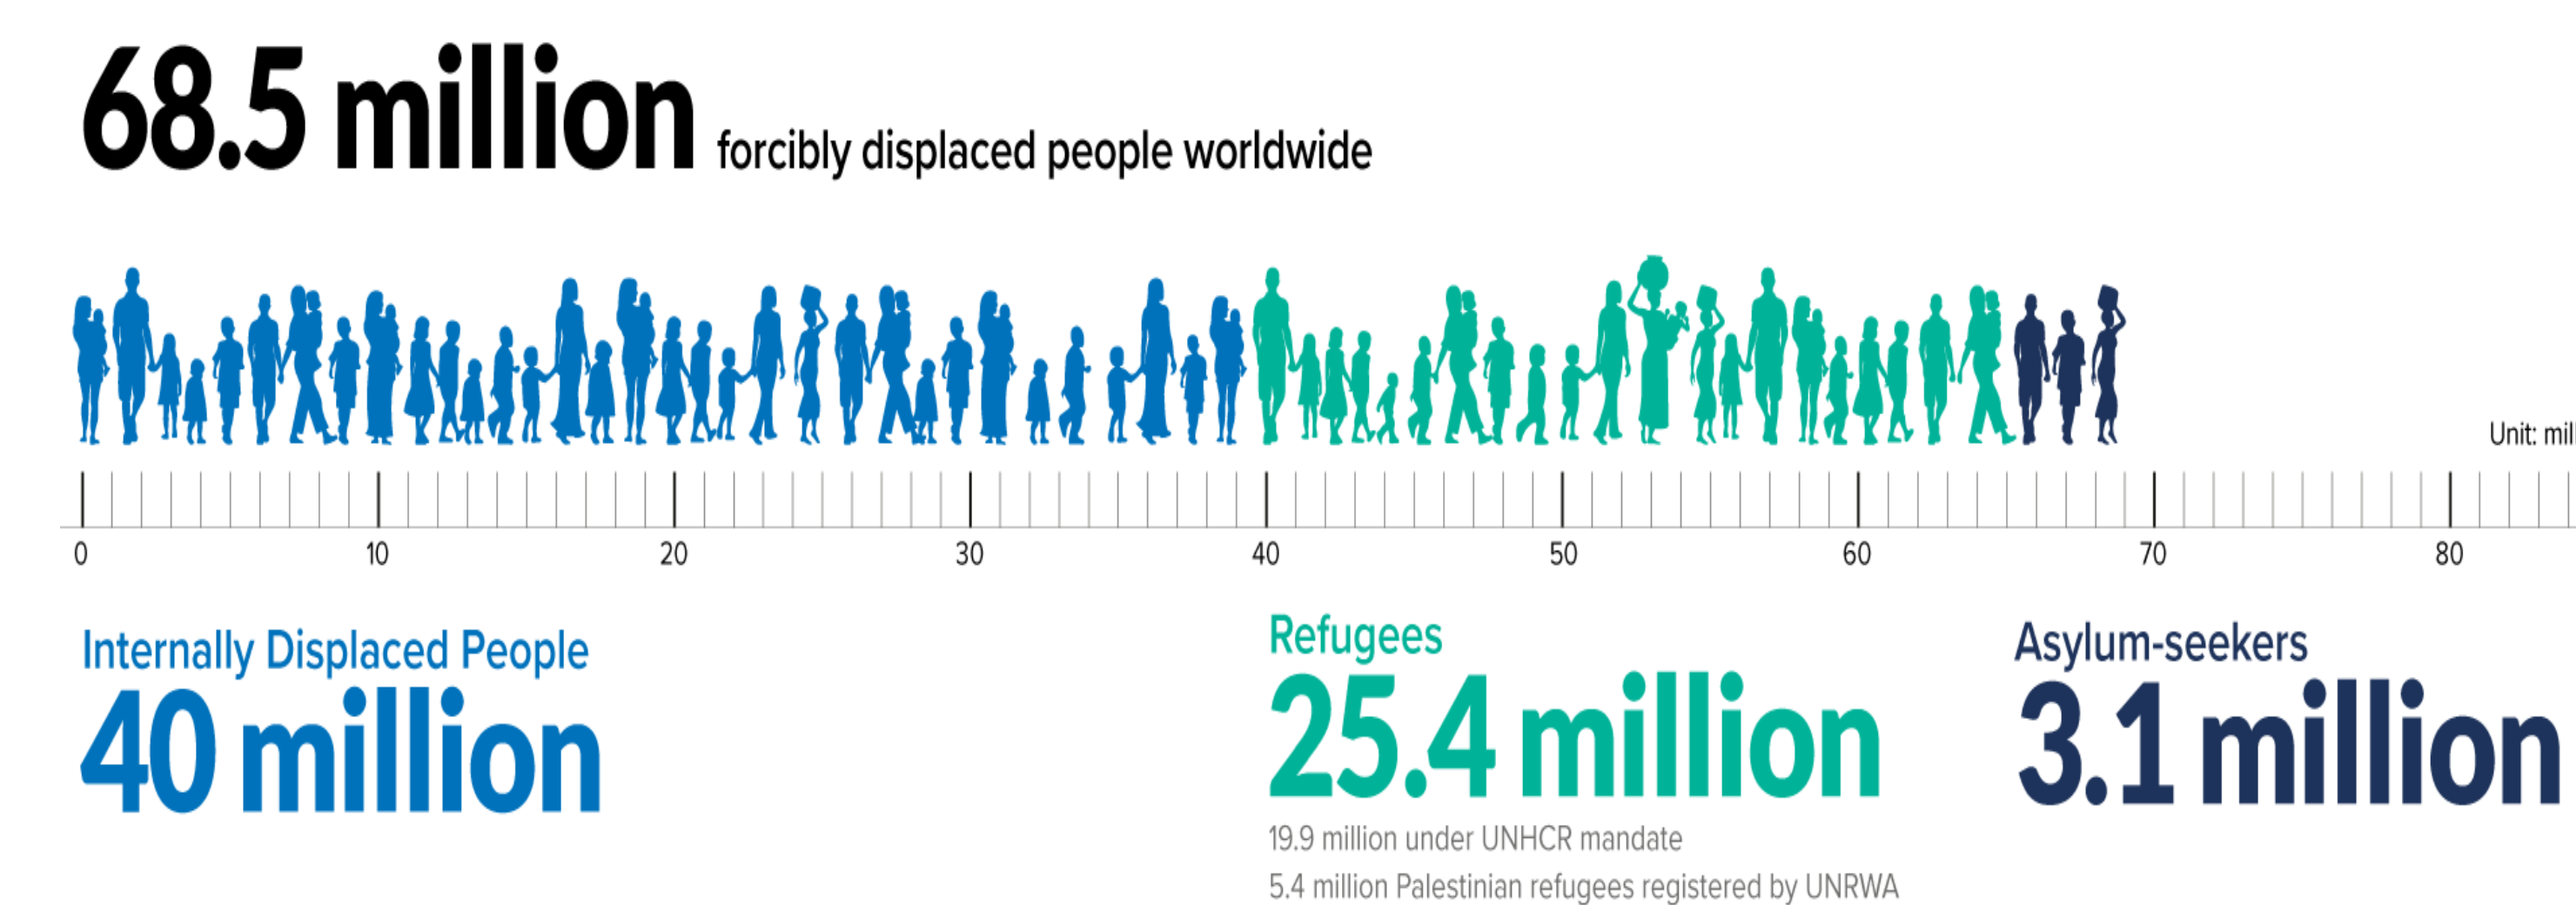 68.5 million forcibly displaced people worldwide
Unit:
0 10 20 30 40 50 60 70 80
Internally Displaced People
40 million
Refugees
25.4 million
19.9 million under UNHCR mandate
5.4 million Palestinian refugees registered by UNRWA
Asylum-seekers
3.1 million